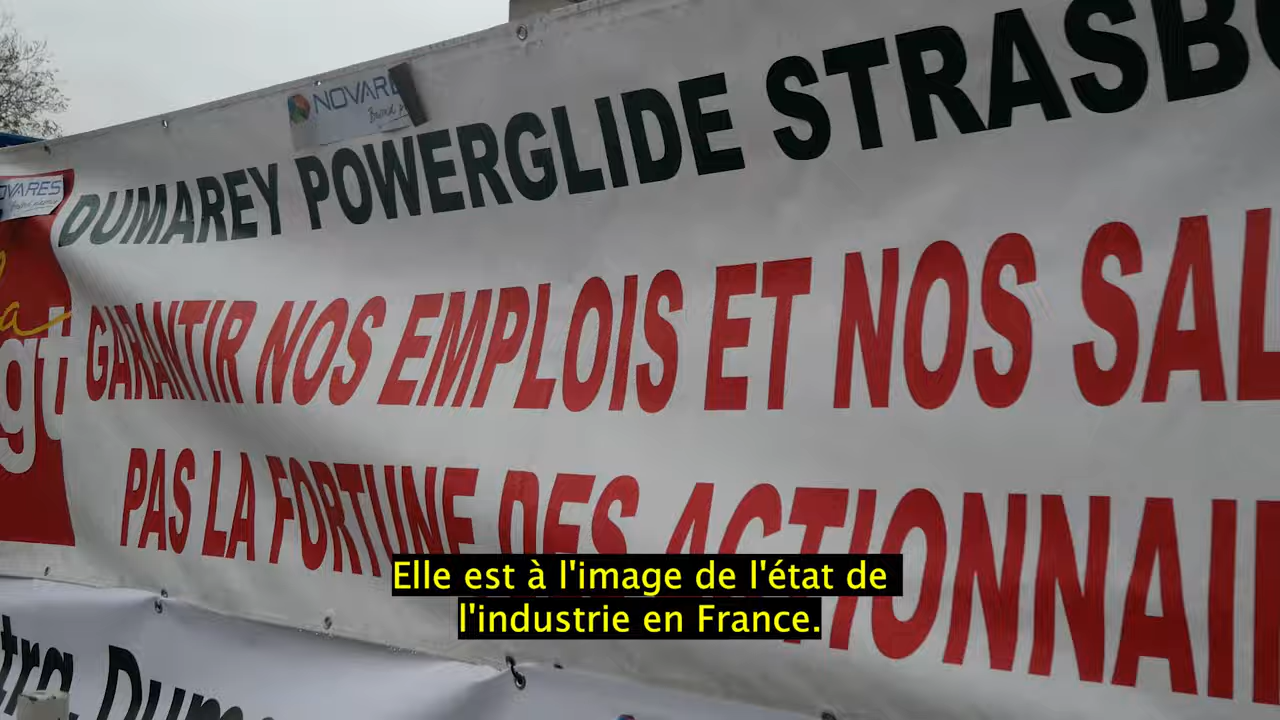 NOVARES
DUMAREY POWERGLIDE STRASB
NOVARES
la
cgt
GARANTIR NOS EMPLOIS ET NOS SAL
PAS LA FORTUNE DES ACTIONNAI
Elle est à l'image de l'état de
l'industrie en France.